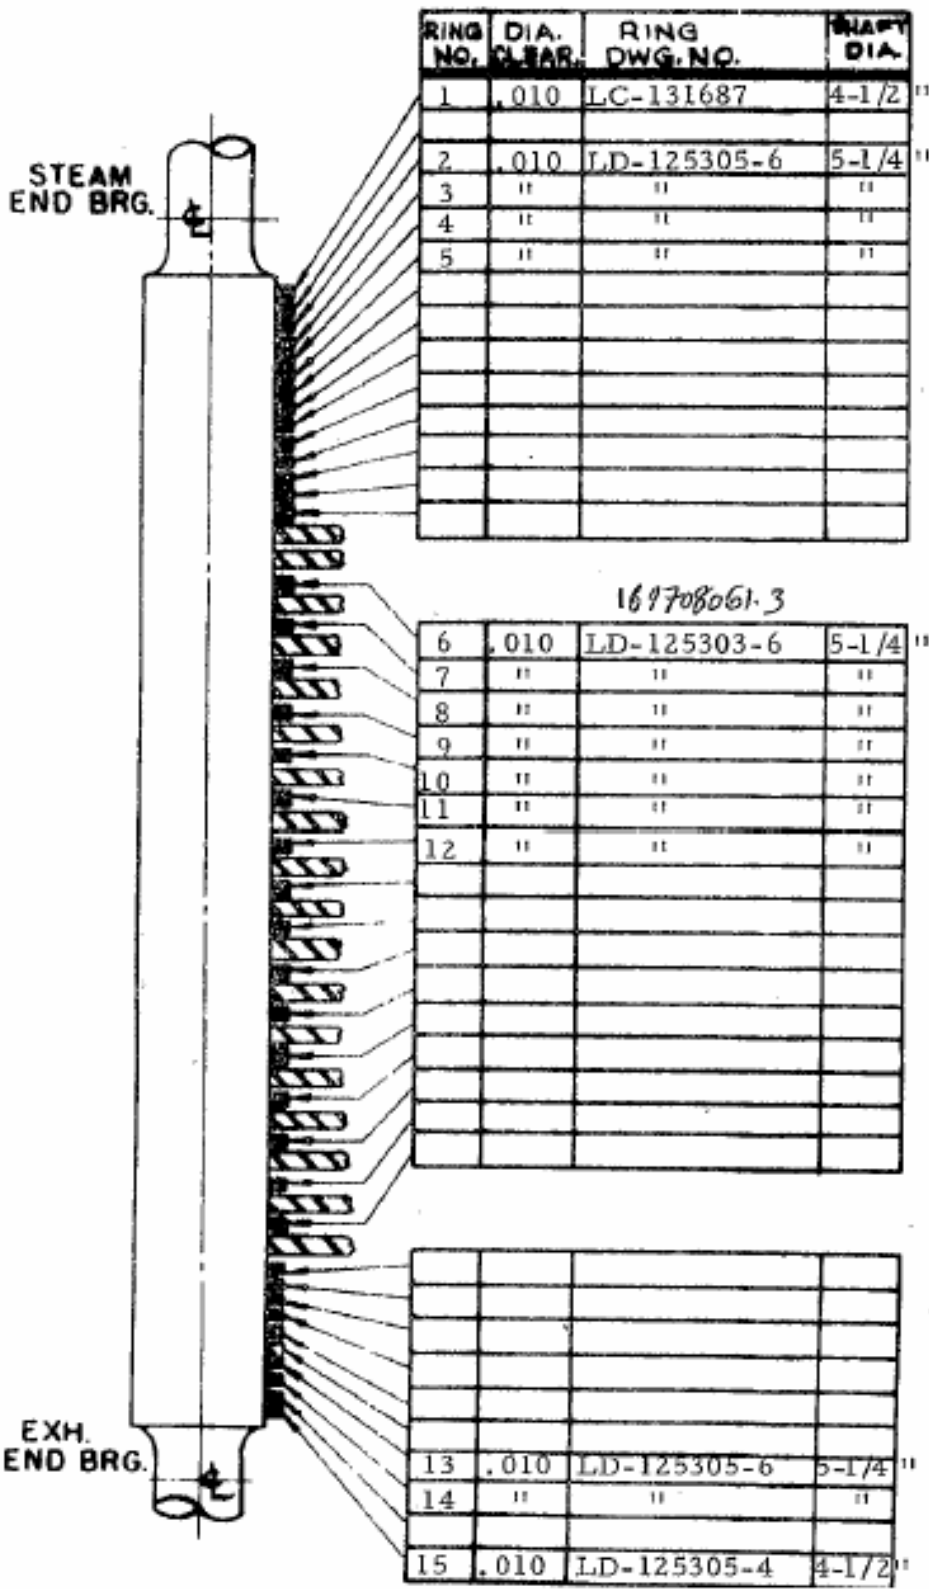 RING NO. DIA. CLEAR. RING DWG. NO. SHAFT DIA.
1 .010 LC-131687 4-1/2"
2 .010 LD-125305-6 5-1/4"
3 " " "
4 " " "
5 " " "
STEAM
END BRG.
℄
169708061.3
6 .010 LD-125303-6 5-1/4"
7 " " "
8 " " "
9 " " "
10 " " "
11 " " "
12 " " "
13 .010 LD-125305-6 5-1/4"
14 " " "
15 .010 LD-125305-4 4-1/2"
EXH.
END BRG.
℄